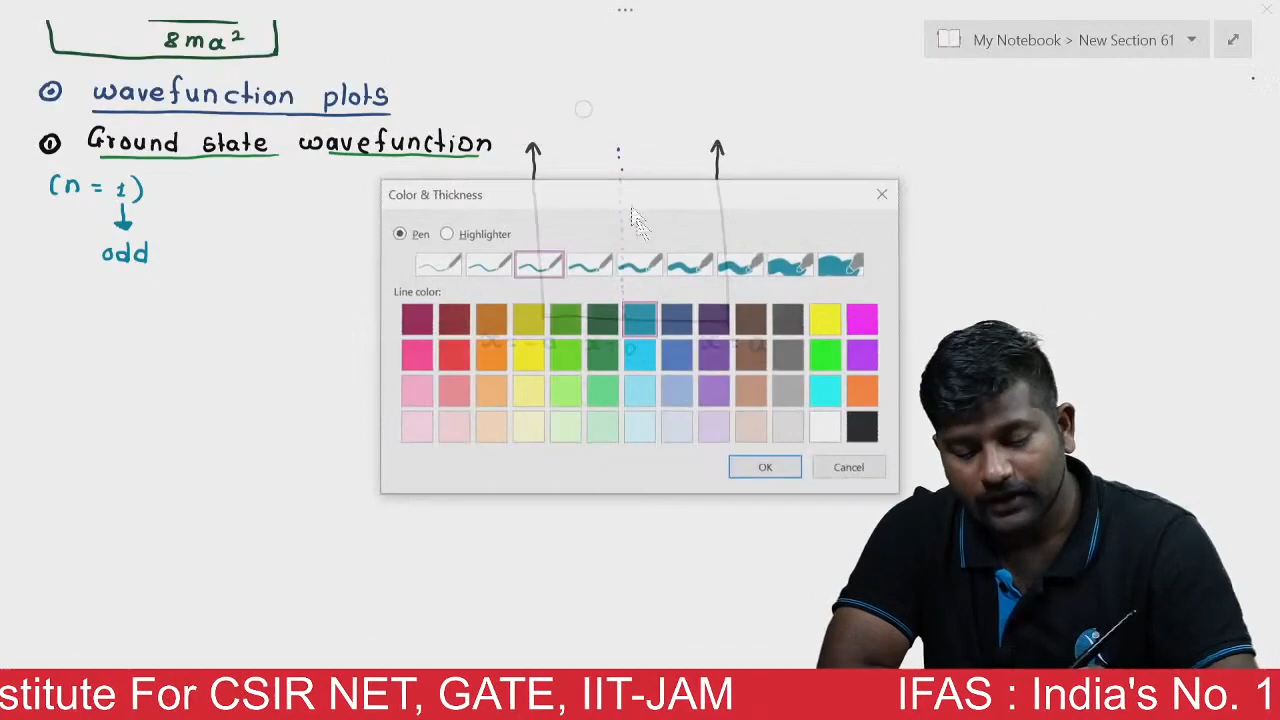 8ma²
My Notebook > New Section 61
wavefunction plots
Ground state wavefunction
(n = 1)
odd
Color & Thickness
Pen
Highlighter
Line color:
OK
Cancel
stitute For CSIR NET, GATE, IIT-JAM
IFAS : India's No. 1